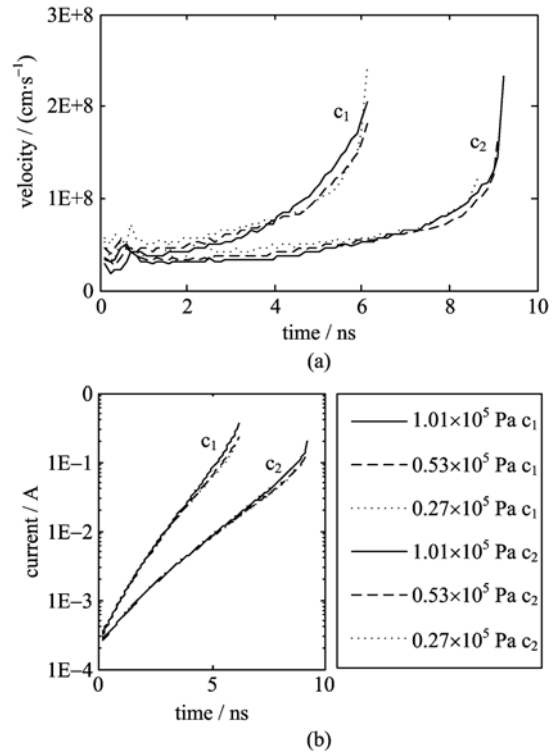 3E+8
2E+8
1E+8
0
velocity / (cm·s⁻¹)
c₁
c₂
0 2 4 6 8 10
time / ns
(a)
0
1E−1
1E−2
1E−3
1E−4
current / A
c₁
c₂
0 5 10
time / ns
1.01×10⁵ Pa c₁
0.53×10⁵ Pa c₁
0.27×10⁵ Pa c₁
1.01×10⁵ Pa c₂
0.53×10⁵ Pa c₂
0.27×10⁵ Pa c₂
(b)